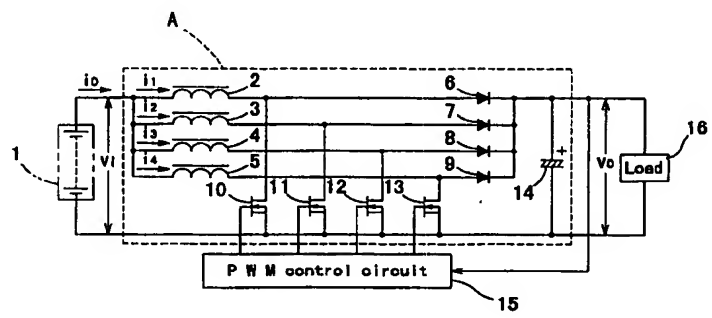 A
i0 i1 2 6
i2 3 7
i3 4 8
i4 5 9
1 VI 10 11 12 13 14 + VO Load 16
PWM control circuit
15